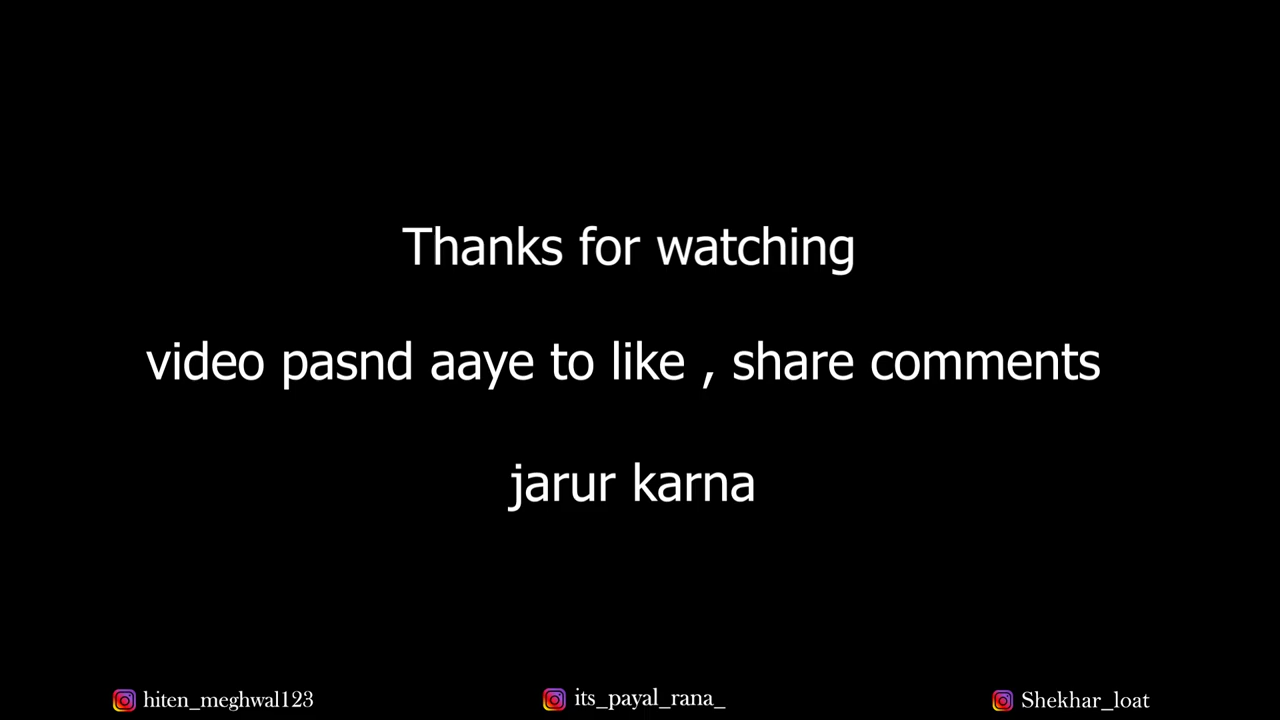 Thanks for watching
video pasnd aaye to like , share comments
jarur karna
hiten_meghwal123 its_payal_rana_ Shekhar_loat